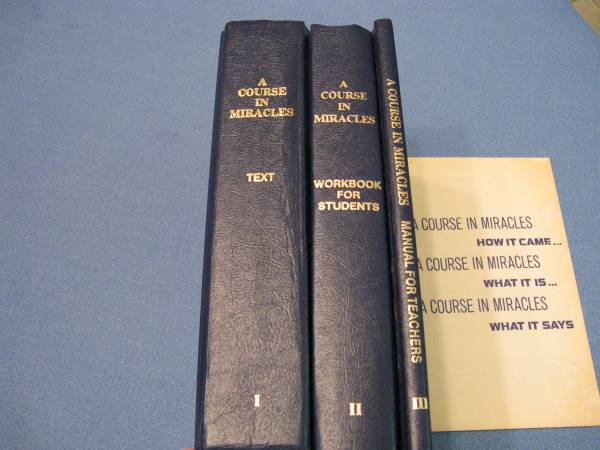 A
COURSE
IN
MIRACLES
TEXT
I
A
COURSE
IN
MIRACLES
WORKBOOK
FOR
STUDENTS
II
A COURSE IN MIRACLES MANUAL FOR TEACHERS
III
A COURSE IN MIRACLES
HOW IT CAME...
A COURSE IN MIRACLES
WHAT IT IS...
A COURSE IN MIRACLES
WHAT IT SAYS